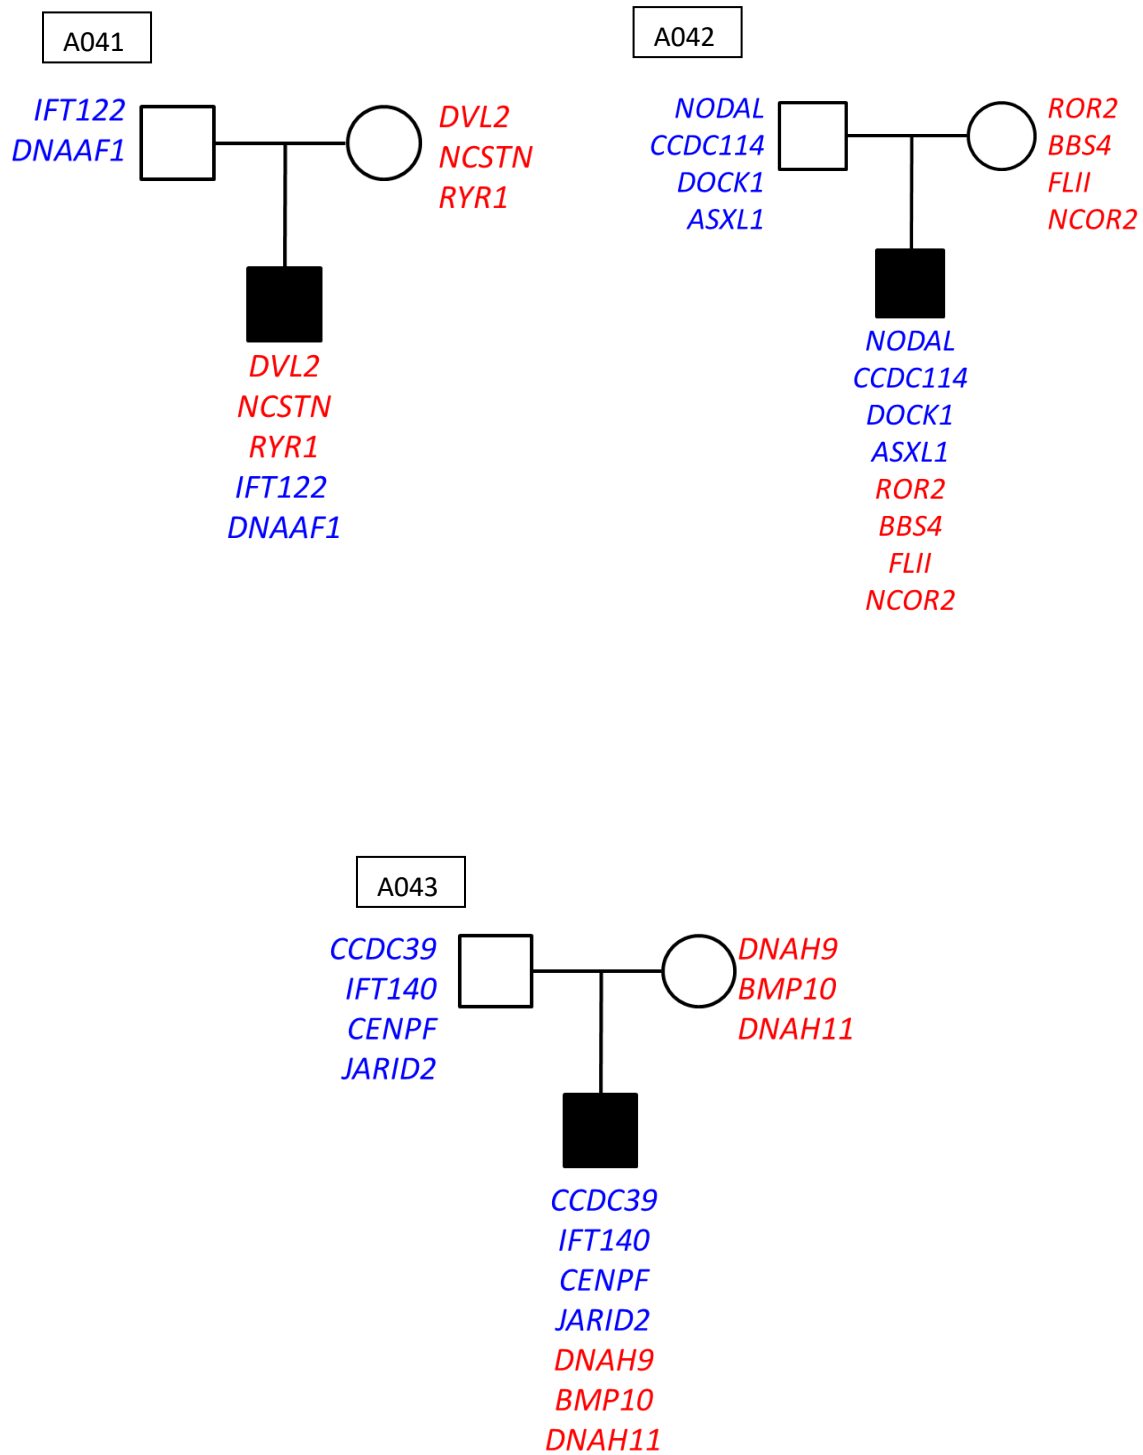 A041
IFT122
DNAAF1
DVL2
NCSTN
RYR1
DVL2
NCSTN
RYR1
IFT122
DNAAF1
A042
NODAL
CCDC114
DOCK1
ASXL1
ROR2
BBS4
FLII
NCOR2
NODAL
CCDC114
DOCK1
ASXL1
ROR2
BBS4
FLII
NCOR2
A043
CCDC39
IFT140
CENPF
JARID2
DNAH9
BMP10
DNAH11
CCDC39
IFT140
CENPF
JARID2
DNAH9
BMP10
DNAH11